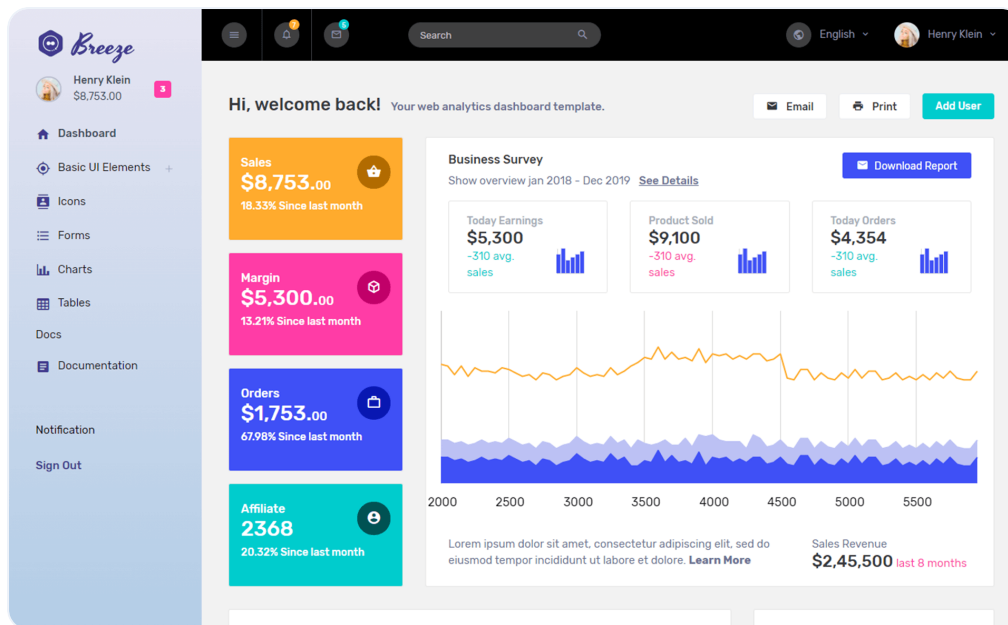 Breeze
Henry Klein
$8,753.00
3
Dashboard
Basic UI Elements +
Icons
Forms
Charts
Tables
Docs
Documentation
Notification
Sign Out
7
5
Search
English
Henry Klein
Hi, welcome back! Your web analytics dashboard template.
Email
Print
Add User
Sales
$8,753.00
18.33% Since last month
Margin
$5,300.00
13.21% Since last month
Orders
$1,753.00
67.98% Since last month
Affiliate
2368
20.32% Since last month
Business Survey
Show overview jan 2018 - Dec 2019 See Details
Download Report
Today Earnings
$5,300
-310 avg.
sales
Product Sold
$9,100
-310 avg.
sales
Today Orders
$4,354
-310 avg.
sales
2000 2500 3000 3500 4000 4500 5000 5500
Lorem ipsum dolor sit amet, consectetur adipiscing elit, sed do
eiusmod tempor incididunt ut labore et dolore. Learn More
Sales Revenue
$2,45,500 last 8 months